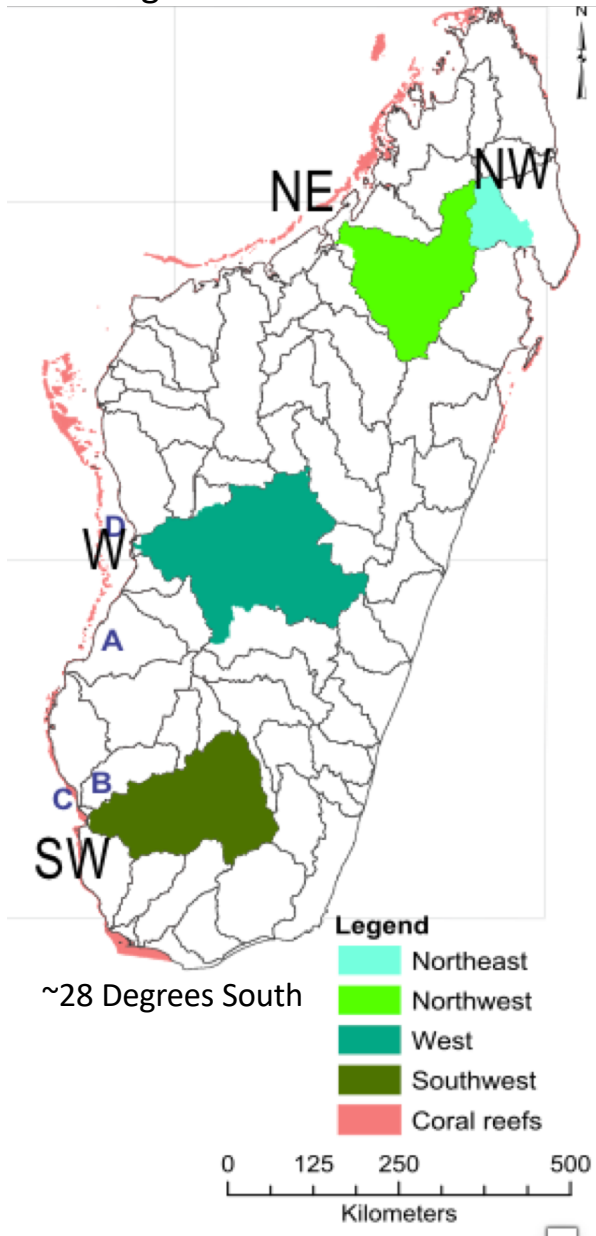 N
NW
NE
D
W
A
B
C
SW
Legend
~28 Degrees South
Northeast
Northwest
West
Southwest
Coral reefs
0 125 250 500
Kilometers